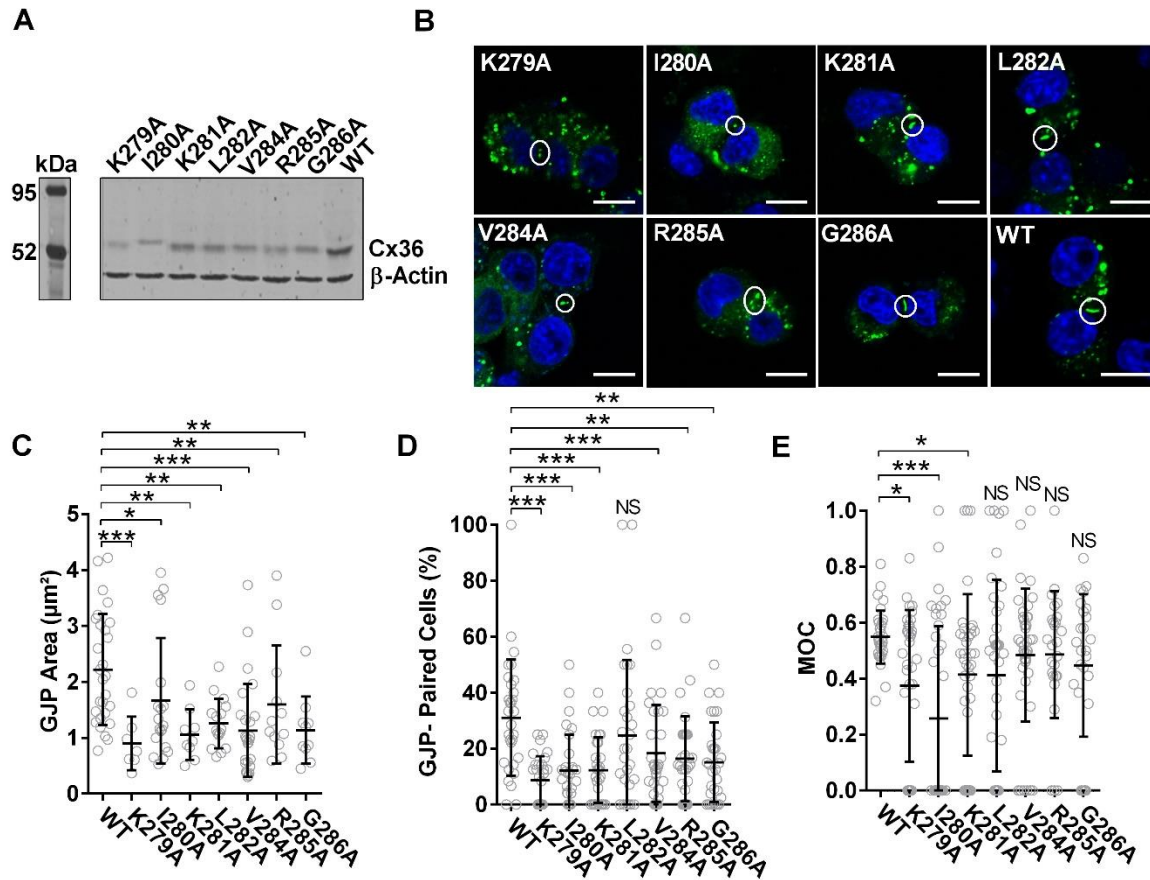 A
kDa
95
52
K279A
I280A
K281A
L282A
V284A
R285A
G286A
WT
Cx36
β-Actin
B
K279A
I280A
K281A
L282A
V284A
R285A
G286A
WT
C
**
**
***
**
**
*
***
GJP Area (µm²)
5
4
3
2
1
0
WT
K279A
I280A
K281A
L282A
V284A
R285A
G286A
D
**
**
***
***
***
***
NS
GJP- Paired Cells (%)
100
80
60
40
20
0
WT
K279A
I280A
K281A
L282A
V284A
R285A
G286A
E
*
***
*
NS
NS
NS
NS
MOC
1.0
0.8
0.6
0.4
0.2
0.0
WT
K279A
I280A
K281A
L282A
V284A
R285A
G286A